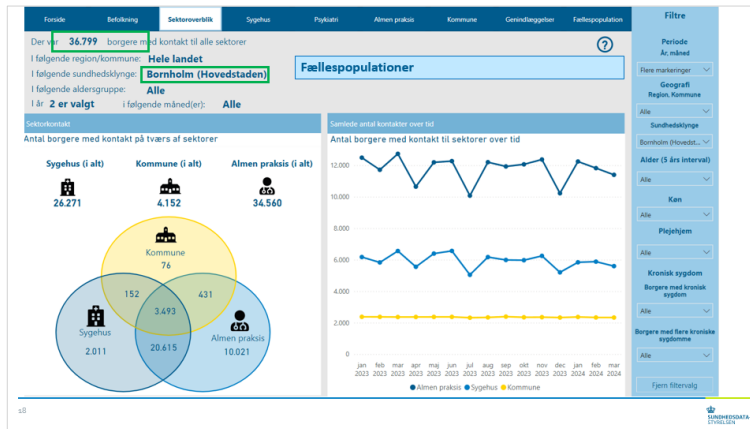 Forside Befolkning Sektoroverblik Sygehus Psykiatri Almen praksis Kommune Genindlæggelser Fællespopulation
Der var 36.799 borgere med kontakt til alle sektorer
I følgende region/kommune: Hele landet
I følgende sundhedsklynge: Bornholm (Hovedstaden)
I følgende aldersgruppe: Alle
I år 2 er valgt i følgende måned(er): Alle
?
Fællespopulationer
Sektorkontakt
Antal borgere med kontakt på tværs af sektorer
Sygehus (i alt) Kommune (i alt) Almen praksis (i alt)
26.271 4.152 34.560
Kommune
76
152 431
3.493
Sygehus
2.011
20.615
Almen praksis
10.021
Samlede antal kontakter over tid
Antal borgere med kontakt til sektorer over tid
12.000
10.000
8.000
6.000
4.000
2.000
0
jan feb mar apr maj jun jul aug sep okt nov dec jan feb mar
2023 2023 2023 2023 2023 2023 2023 2023 2023 2023 2023 2023 2024 2024 2024
Almen praksis Sygehus Kommune
Filtre
Periode
År, måned
Flere markeringer
Geografi
Region, Kommune
Alle
Sundhedsklynge
Bornholm (Hovedst...
Alder (5 års interval)
Alle
Køn
Alle
Plejehjem
Alle
Kronisk sygdom
Borgere med kronisk
sygdom
Alle
Borgere med flere kroniske
sygdomme
Alle
Fjern filtervalg
18
SUNDHEDSDATA
STYRELSEN